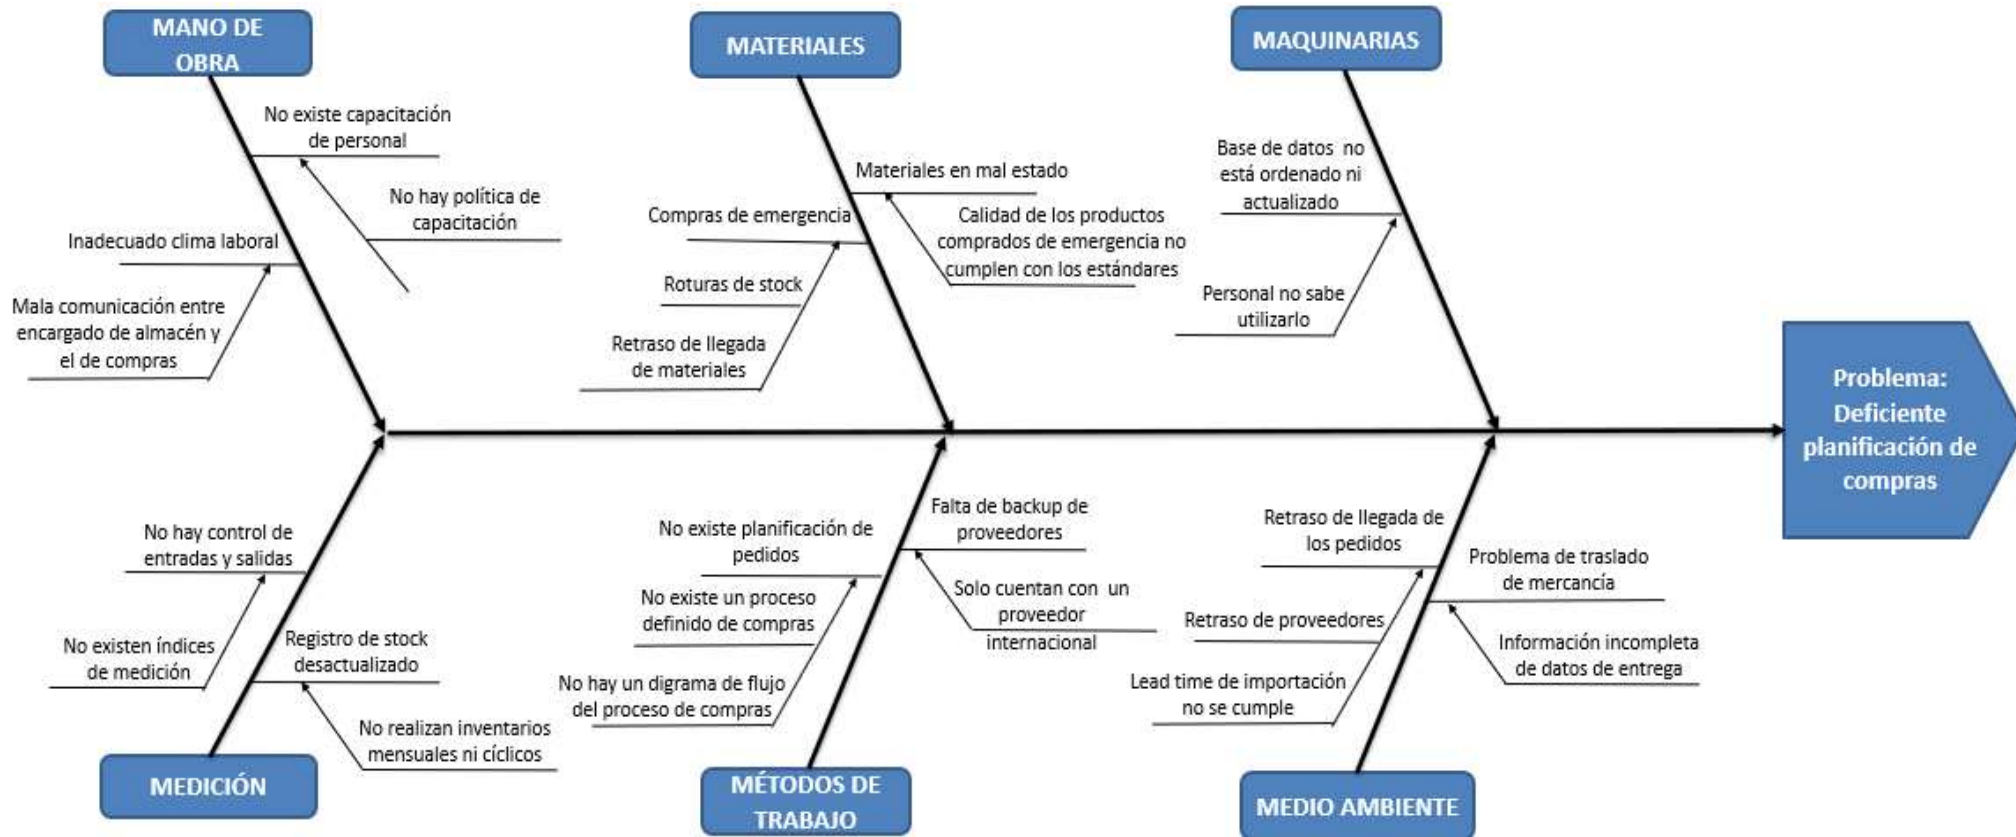 MANO DE
OBRA
No existe capacitación
de personal
No hay política de
capacitación
Inadecuado clima laboral
Mala comunicación entre
encargado de almacén y
el de compras
MATERIALES
Materiales en mal estado
Calidad de los productos
comprados de emergencia no
cumplen con los estándares
Compras de emergencia
Roturas de stock
Retraso de llegada
de materiales
MAQUINARIAS
Base de datos no
está ordenado ni
actualizado
Personal no sabe
utilizarlo
Problema:
Deficiente
planificación de
compras
No hay control de
entradas y salidas
No existen índices
de medición
Registro de stock
desactualizado
No realizan inventarios
mensuales ni cíclicos
MEDICIÓN
No existe planificación de
pedidos
No existe un proceso
definido de compras
No hay un digrama de flujo
del proceso de compras
Falta de backup de
proveedores
Solo cuentan con un
proveedor
internacional
MÉTODOS DE
TRABAJO
Retraso de llegada de
los pedidos
Retraso de proveedores
Lead time de importación
no se cumple
Problema de traslado
de mercancía
Información incompleta
de datos de entrega
MEDIO AMBIENTE